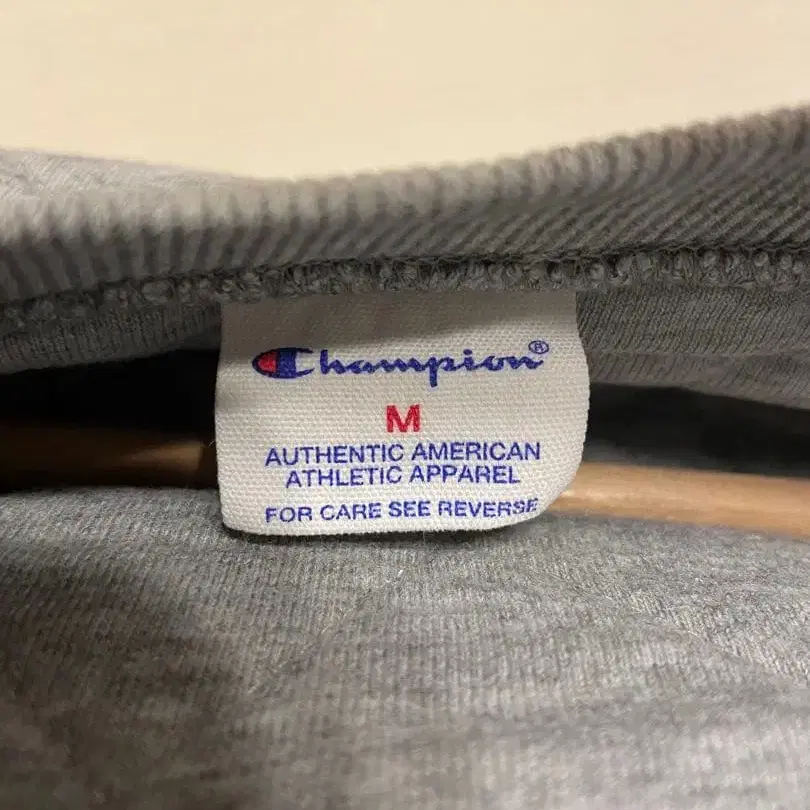 Champion®
M
AUTHENTIC AMERICAN
ATHLETIC APPAREL
FOR CARE SEE REVERSE